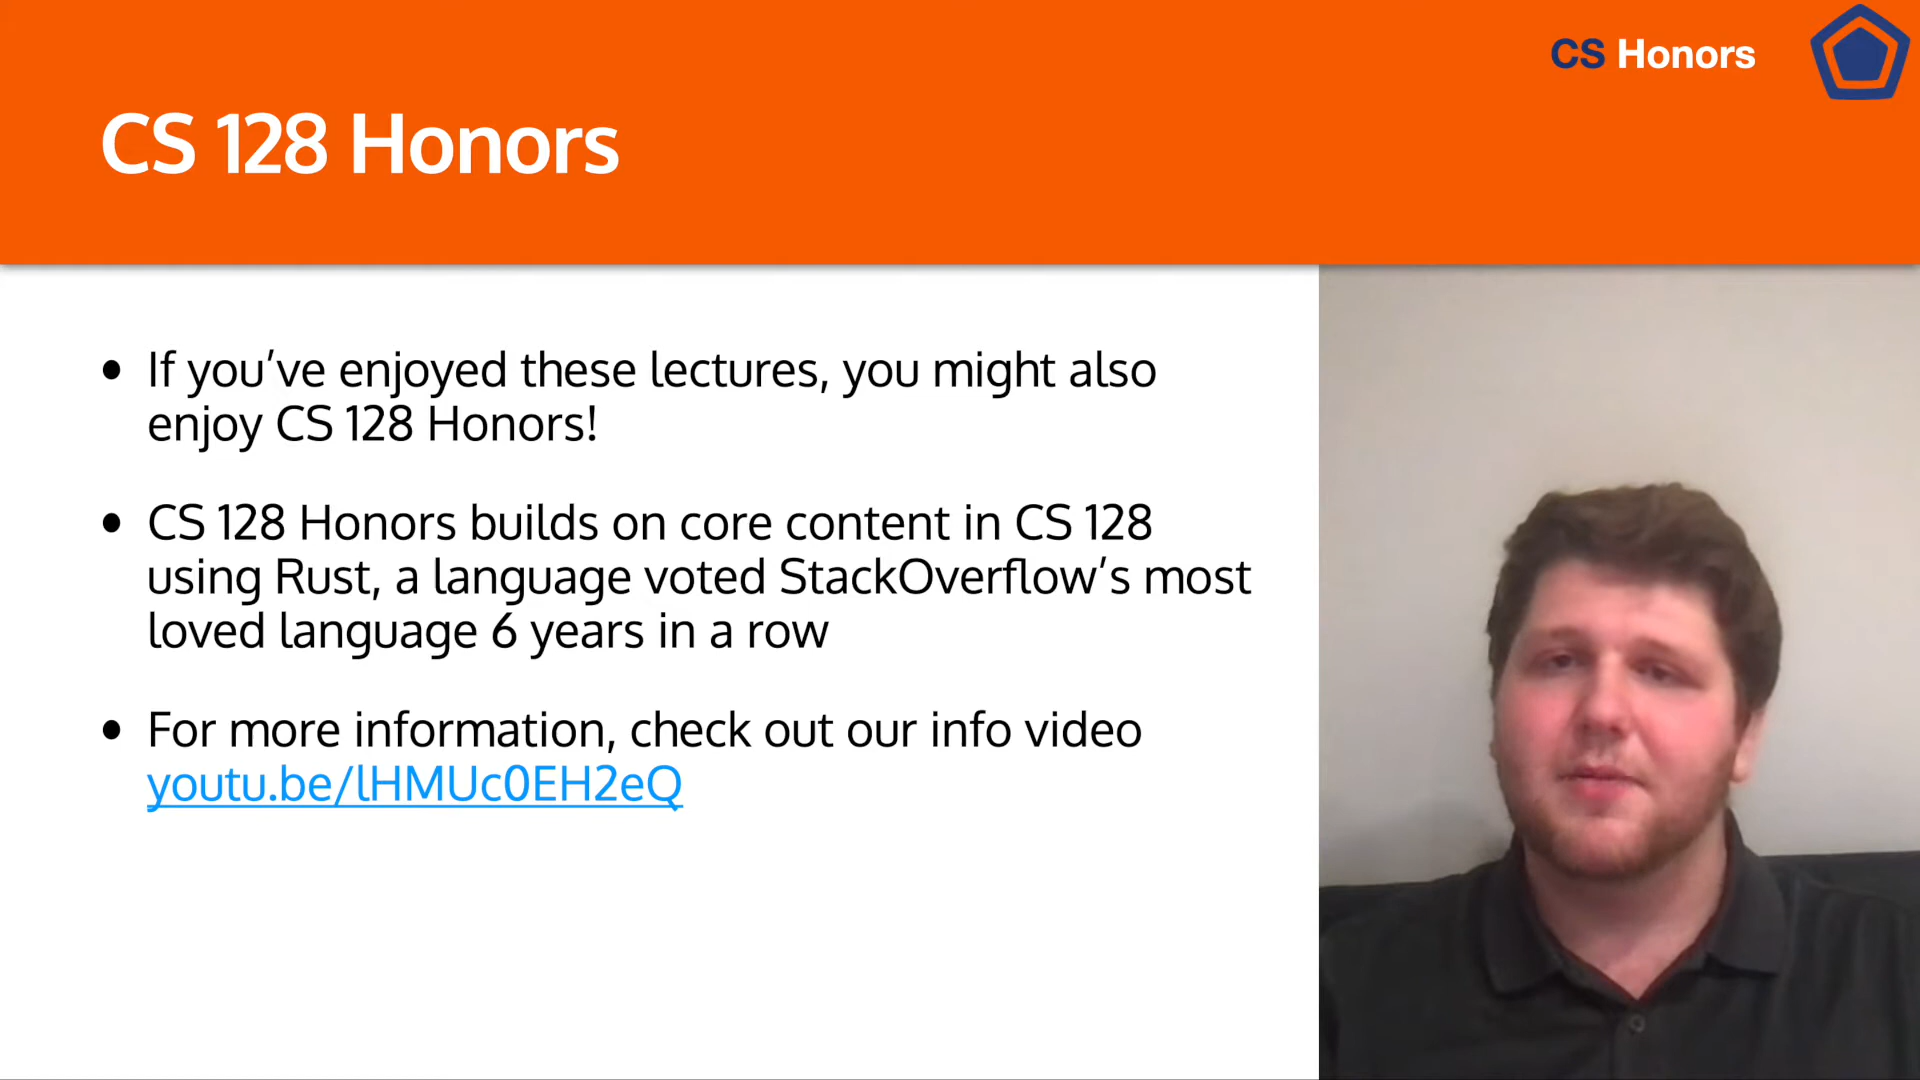 CS Honors
CS 128 Honors
• If you’ve enjoyed these lectures, you might also
enjoy CS 128 Honors!
• CS 128 Honors builds on core content in CS 128
using Rust, a language voted StackOverflow’s most
loved language 6 years in a row
• For more information, check out our info video
youtu.be/lHMUc0EH2eQ